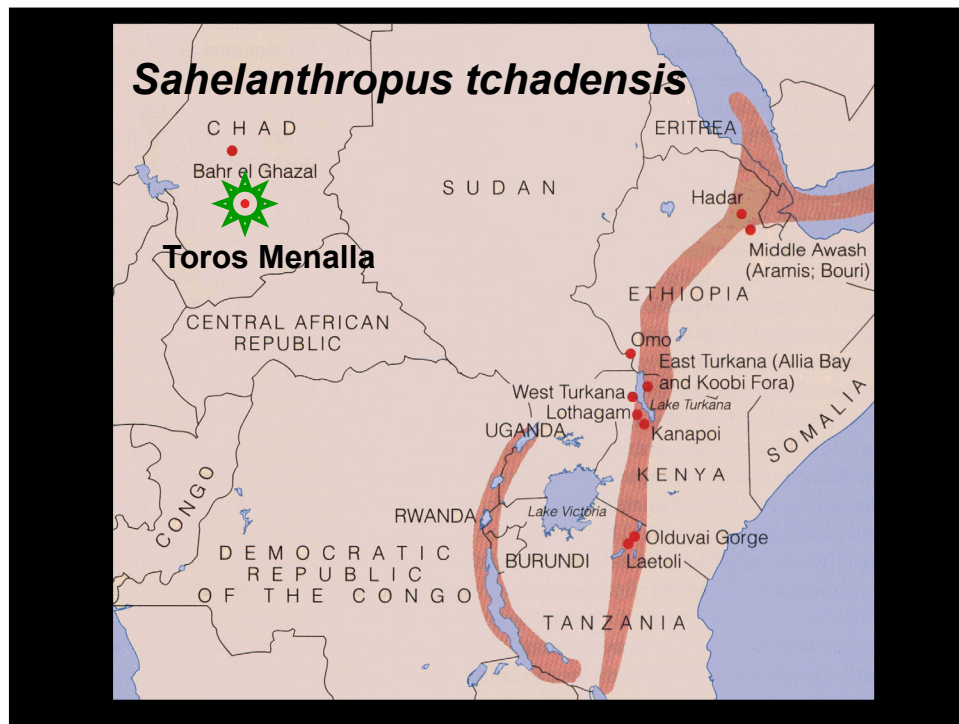 Sahelanthropus tchadensis
CHAD
ERITREA
Bahr el Ghazal
SUDAN
Hadar
Toros Menalla
Middle Awash
(Aramis; Bouri)
ETHIOPIA
CENTRAL AFRICAN
REPUBLIC
Omo
East Turkana (Allia Bay
and Koobi Fora)
West Turkana
Lake Turkana
Lothagam
UGANDA
Kanapoi
SOMALIA
KENYA
CONGO
RWANDA
Lake Victoria
Olduvai Gorge
DEMOCRATIC
REPUBLIC
OF THE CONGO
BURUNDI
Laetoli
TANZANIA